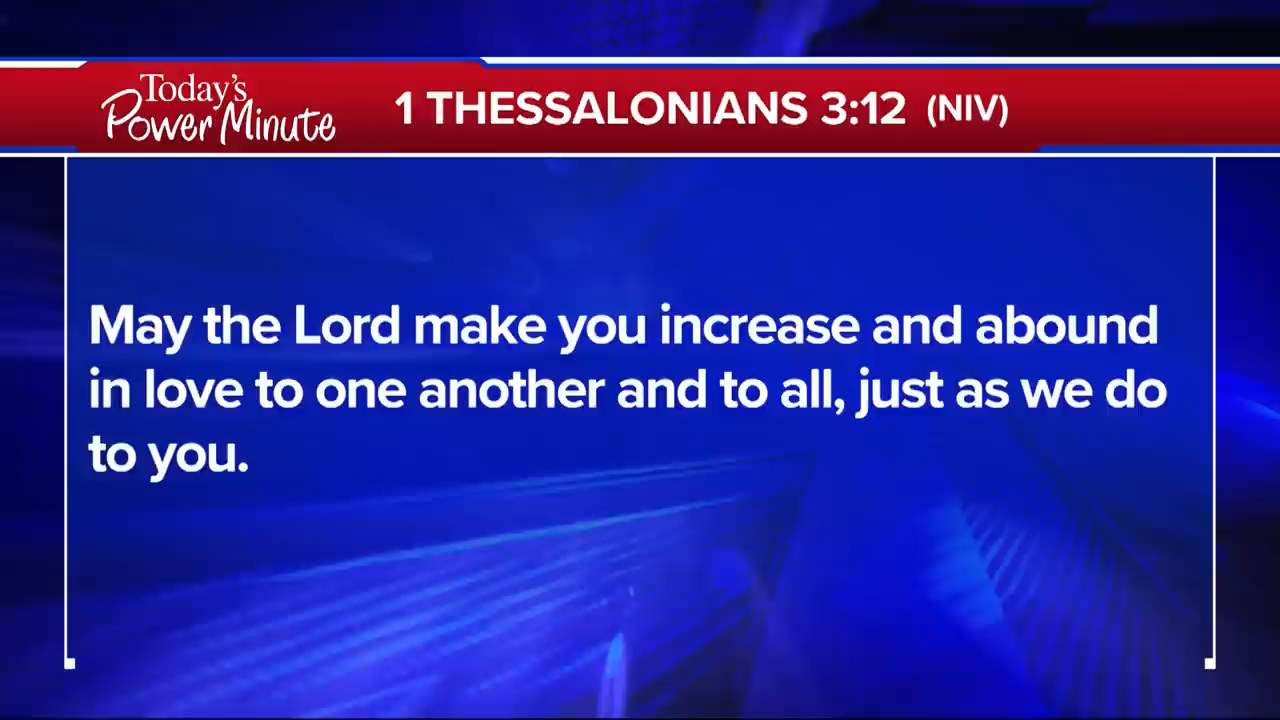 Today's
Power Minute
1 THESSALONIANS 3:12 (NIV)
May the Lord make you increase and abound
in love to one another and to all, just as we do
to you.